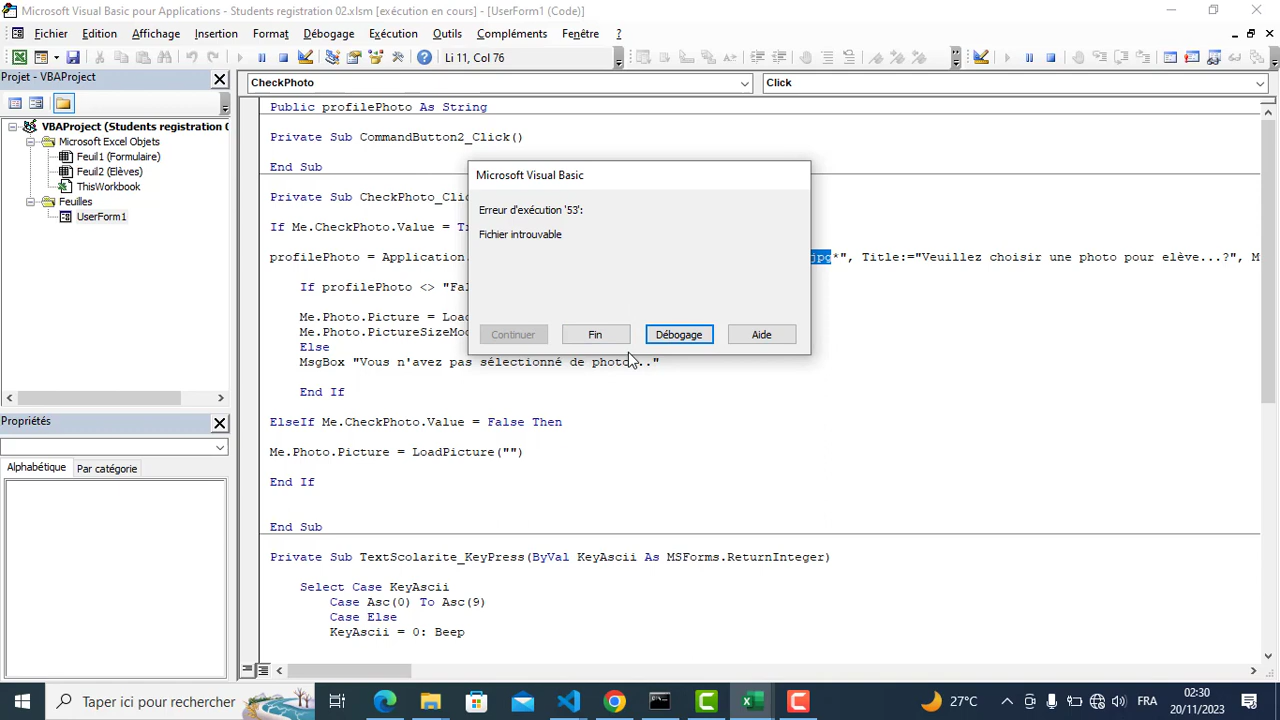 Microsoft Visual Basic pour Applications - Students registration 02.xlsm [exécution en cours] - [UserForm1 (Code)]
Fichier Edition Affichage Insertion Format Débogage Exécution Outils Compléments Fenêtre ?
Li 11, Col 76
Projet - VBAProject
CheckPhoto
Click
VBAProject (Students registration 0
Microsoft Excel Objets
Feuil1 (Formulaire)
Feuil2 (Elèves)
ThisWorkbook
Feuilles
UserForm1
Propriétés
Alphabétique Par catégorie
Public profilePhoto As String
Private Sub CommandButton2_Click()
End Sub
Private Sub CheckPhoto_Clic
If Me.CheckPhoto.Value = Tr
profilePhoto = Application. jpg*", Title:="Veuillez choisir une photo pour elève...?", M
If profilePhoto <> "Fa
Me.Photo.Picture = Loa
Me.Photo.PictureSizeMod
Else
MsgBox "Vous n'avez pas sélectionné de photo..."
End If
ElseIf Me.CheckPhoto.Value = False Then
Me.Photo.Picture = LoadPicture("")
End If
End Sub
Private Sub TextScolarite_KeyPress(ByVal KeyAscii As MSForms.ReturnInteger)
Select Case KeyAscii
Case Asc(0) To Asc(9)
Case Else
KeyAscii = 0: Beep
Microsoft Visual Basic
Erreur d'exécution '53':
Fichier introuvable
Continuer Fin Débogage Aide
Taper ici pour rechercher
27°C
FRA
02:30
20/11/2023